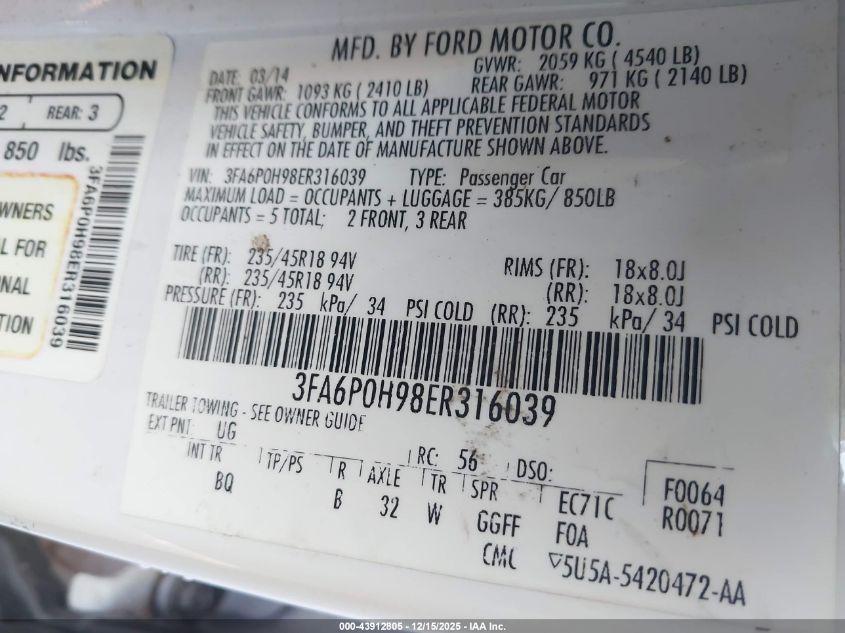 NFORMATION
2 REAR: 3
850 lbs.
WNERS
L FOR
NAL
TION
3FA6P0H98ER316039
MFD. BY FORD MOTOR CO.
DATE: 03/14 GVWR: 2059 KG ( 4540 LB)
FRONT GAWR: 1093 KG ( 2410 LB) REAR GAWR: 971 KG ( 2140 LB)
THIS VEHICLE CONFORMS TO ALL APPLICABLE FEDERAL MOTOR
VEHICLE SAFETY, BUMPER, AND THEFT PREVENTION STANDARDS
IN EFFECT ON THE DATE OF MANUFACTURE SHOWN ABOVE.
VIN: 3FA6P0H98ER316039 TYPE: Passenger Car
MAXIMUM LOAD = OCCUPANTS + LUGGAGE = 385KG/ 850LB
OCCUPANTS = 5 TOTAL; 2 FRONT, 3 REAR
TIRE (FR): 235/45R18 94V RIMS (FR): 18x8.0J
(RR): 235/45R18 94V (RR): 18x8.0J
PRESSURE (FR): 235 kPa/ 34 PSI COLD (RR): 235 kPa/ 34 PSI COLD
3FA6P0H98ER316039
TRAILER TOWING - SEE OWNER GUIDE
EXT PNT: UG RC: 56 DSO: F0064
INT TR TP/PS R AXLE TR SPR EC71C R0071
BQ B 32 W GGFF FOA
CMC 5U5A-5420472-AA
000-43912805 - 12/15/2025 - IAA Inc.